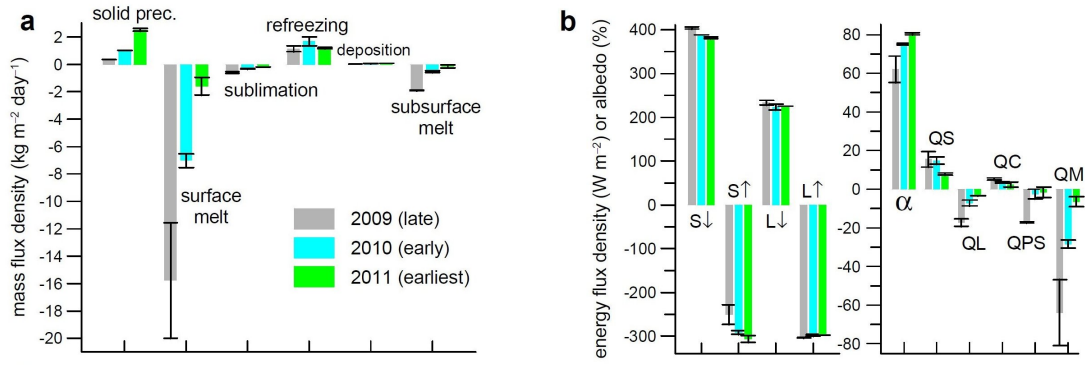 a
solid prec.
refreezing
deposition
sublimation
subsurface
melt
surface
melt
2009 (late)
2010 (early)
2011 (earliest)
mass flux density (kg m⁻² day⁻¹)
2
0
-2
-4
-6
-8
-10
-12
-14
-16
-18
-20
b
energy flux density (W m⁻²) or albedo (%)
400
300
200
100
0
-100
-200
-300
S↓
S↑
L↓
L↑
80
60
40
20
0
-20
-40
-60
-80
α
QS
QL
QC
QPS
QM